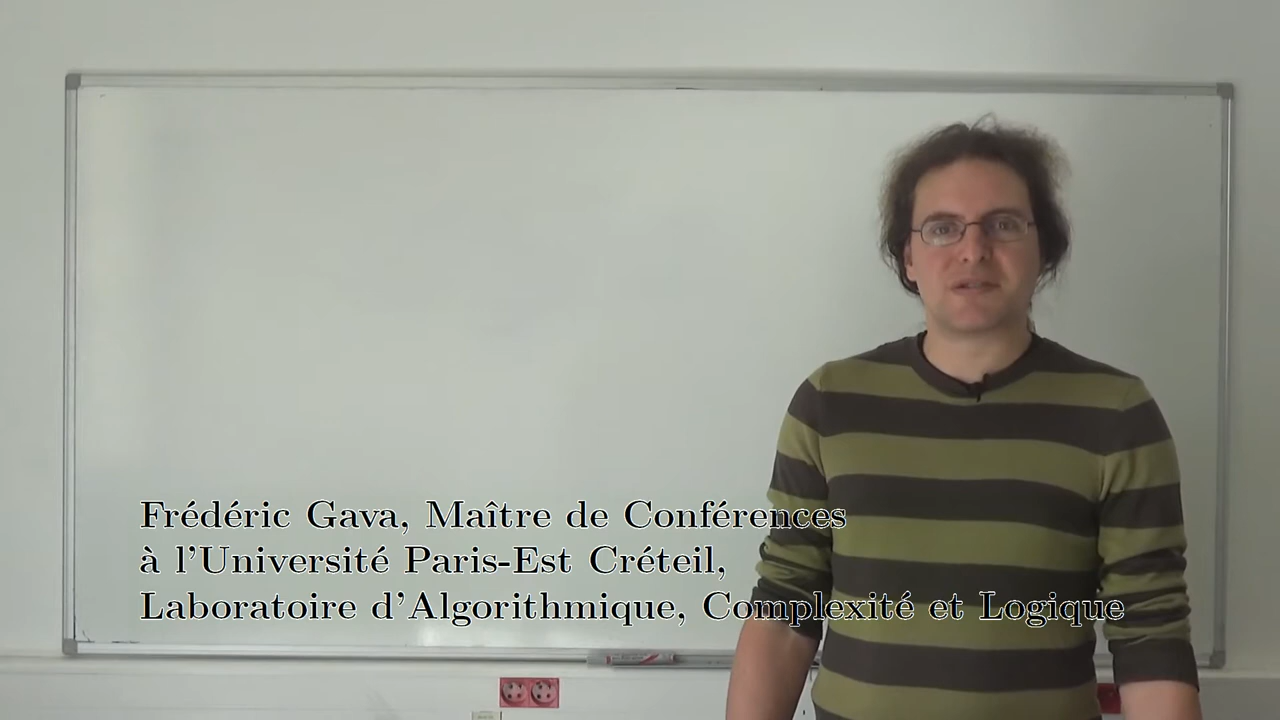 Frédéric Gava, Maître de Conférences
à l'Université Paris-Est Créteil,
Laboratoire d'Algorithmique, Complexité et Logique